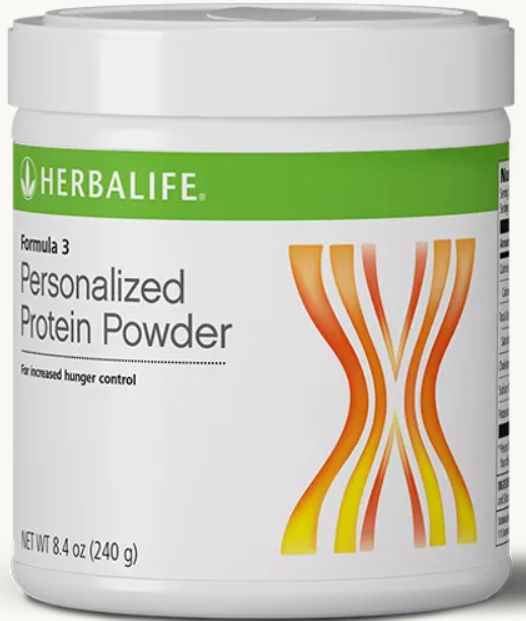 HERBALIFE®
Formula 3
Personalized
Protein Powder
For increased hunger control
NET WT 8.4 oz (240 g)